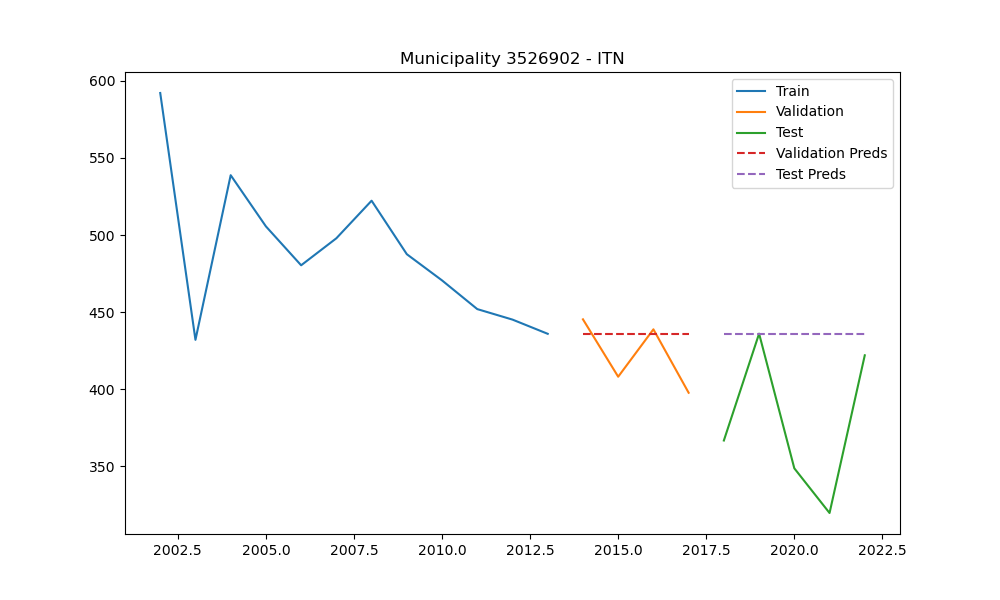 Municipality 3526902 - ITN
Train
Validation
Test
Validation Preds
Test Preds
600
550
500
450
400
350
2002.5 2005.0 2007.5 2010.0 2012.5 2015.0 2017.5 2020.0 2022.5